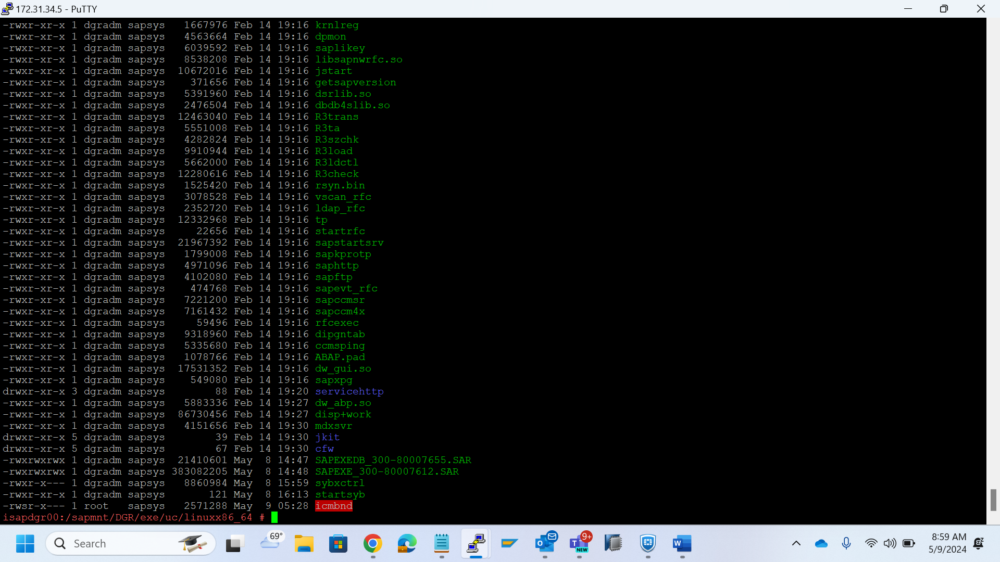 172.31.34.5 - PuTTY
-rwxr-xr-x 1 dgradm sapsys   1667976 Feb 14 19:16 krnlreg
-rwxr-xr-x 1 dgradm sapsys   4563664 Feb 14 19:16 dpmon
-rwxr-xr-x 1 dgradm sapsys   6039592 Feb 14 19:16 saplikey
-rwxr-xr-x 1 dgradm sapsys   8538208 Feb 14 19:16 libsapnwrfc.so
-rwxr-xr-x 1 dgradm sapsys  10672016 Feb 14 19:16 jstart
-rwxr-xr-x 1 dgradm sapsys    371656 Feb 14 19:16 getsapversion
-rwxr-xr-x 1 dgradm sapsys   5391960 Feb 14 19:16 dsrlib.so
-rwxr-xr-x 1 dgradm sapsys   2476504 Feb 14 19:16 dbdb4slib.so
-rwxr-xr-x 1 dgradm sapsys  12463040 Feb 14 19:16 R3trans
-rwxr-xr-x 1 dgradm sapsys   5551008 Feb 14 19:16 R3ta
-rwxr-xr-x 1 dgradm sapsys   4282824 Feb 14 19:16 R3szchk
-rwxr-xr-x 1 dgradm sapsys   9910944 Feb 14 19:16 R3load
-rwxr-xr-x 1 dgradm sapsys   5662000 Feb 14 19:16 R3ldctl
-rwxr-xr-x 1 dgradm sapsys  12280616 Feb 14 19:16 R3check
-rwxr-xr-x 1 dgradm sapsys   1525420 Feb 14 19:16 rsyn.bin
-rwxr-xr-x 1 dgradm sapsys   3078528 Feb 14 19:16 vscan_rfc
-rwxr-xr-x 1 dgradm sapsys   2352720 Feb 14 19:16 ldap_rfc
-rwxr-xr-x 1 dgradm sapsys  12332968 Feb 14 19:16 tp
-rwxr-xr-x 1 dgradm sapsys     22656 Feb 14 19:16 startrfc
-rwxr-xr-x 1 dgradm sapsys  21967392 Feb 14 19:16 sapstartsrv
-rwxr-xr-x 1 dgradm sapsys   1799008 Feb 14 19:16 sapkprotp
-rwxr-xr-x 1 dgradm sapsys   4971096 Feb 14 19:16 saphttp
-rwxr-xr-x 1 dgradm sapsys   4102080 Feb 14 19:16 sapftp
-rwxr-xr-x 1 dgradm sapsys    474768 Feb 14 19:16 sapevt_rfc
-rwxr-xr-x 1 dgradm sapsys   7221200 Feb 14 19:16 sapccmsr
-rwxr-xr-x 1 dgradm sapsys   7161432 Feb 14 19:16 sapccm4x
-rwxr-xr-x 1 dgradm sapsys     59496 Feb 14 19:16 rfcexec
-rwxr-xr-x 1 dgradm sapsys   9318960 Feb 14 19:16 dipgntab
-rwxr-xr-x 1 dgradm sapsys   5335680 Feb 14 19:16 ccmsping
-rwxr-xr-x 1 dgradm sapsys   1078766 Feb 14 19:16 ABAP.pad
-rwxr-xr-x 1 dgradm sapsys  17531352 Feb 14 19:16 dw_gui.so
-rwxr-xr-x 1 dgradm sapsys    549080 Feb 14 19:16 sapxpg
drwxr-xr-x 3 dgradm sapsys        88 Feb 14 19:20 servicehttp
-rwxr-xr-x 1 dgradm sapsys   5883336 Feb 14 19:27 dw_abp.so
-rwxr-xr-x 1 dgradm sapsys  86730456 Feb 14 19:27 disp+work
-rwxr-xr-x 1 dgradm sapsys   4151656 Feb 14 19:30 mdxsvr
drwxr-xr-x 5 dgradm sapsys        39 Feb 14 19:30 jkit
drwxr-xr-x 5 dgradm sapsys        67 Feb 14 19:30 cfw
-rwxrwxrwx 1 dgradm sapsys  21410601 May  8 14:47 SAPEXEDB_300-80007655.SAR
-rwxrwxrwx 1 dgradm sapsys 383082205 May  8 14:48 SAPEXE_300-80007612.SAR
-rwxr-x--- 1 dgradm sapsys   8860984 May  8 15:59 sybxctrl
-rwxr-xr-x 1 dgradm sapsys       121 May  8 16:13 startsyb
-rwsr-x--- 1 root   sapsys   2571288 May  9 05:28 icmbnd
isapdgr00:/sapmnt/DGR/exe/uc/linuxx86_64 #
Search
69°
9+
NEW
8:59 AM
5/9/2024